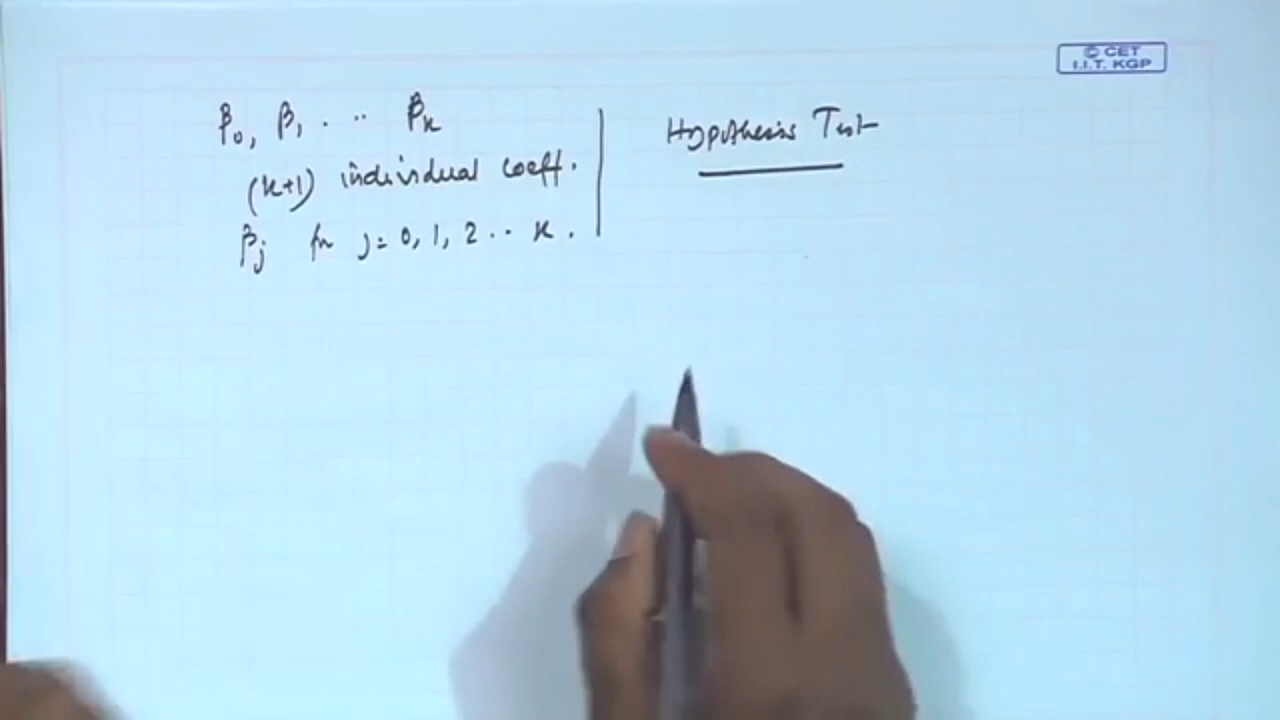 β₀, β₁ . .. βₖ
(k+1) individual coeff.
βⱼ for j = 0, 1, 2 .. k .
Hypothesis Test
© CET
I.I.T. KGP